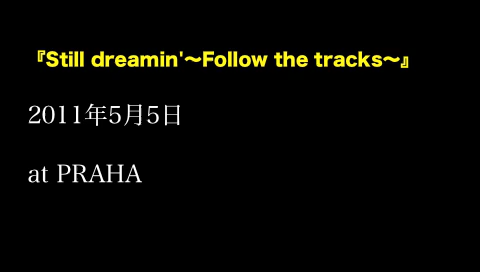 『Still dreamin'〜Follow the tracks〜』
2011年5月5日
at PRAHA